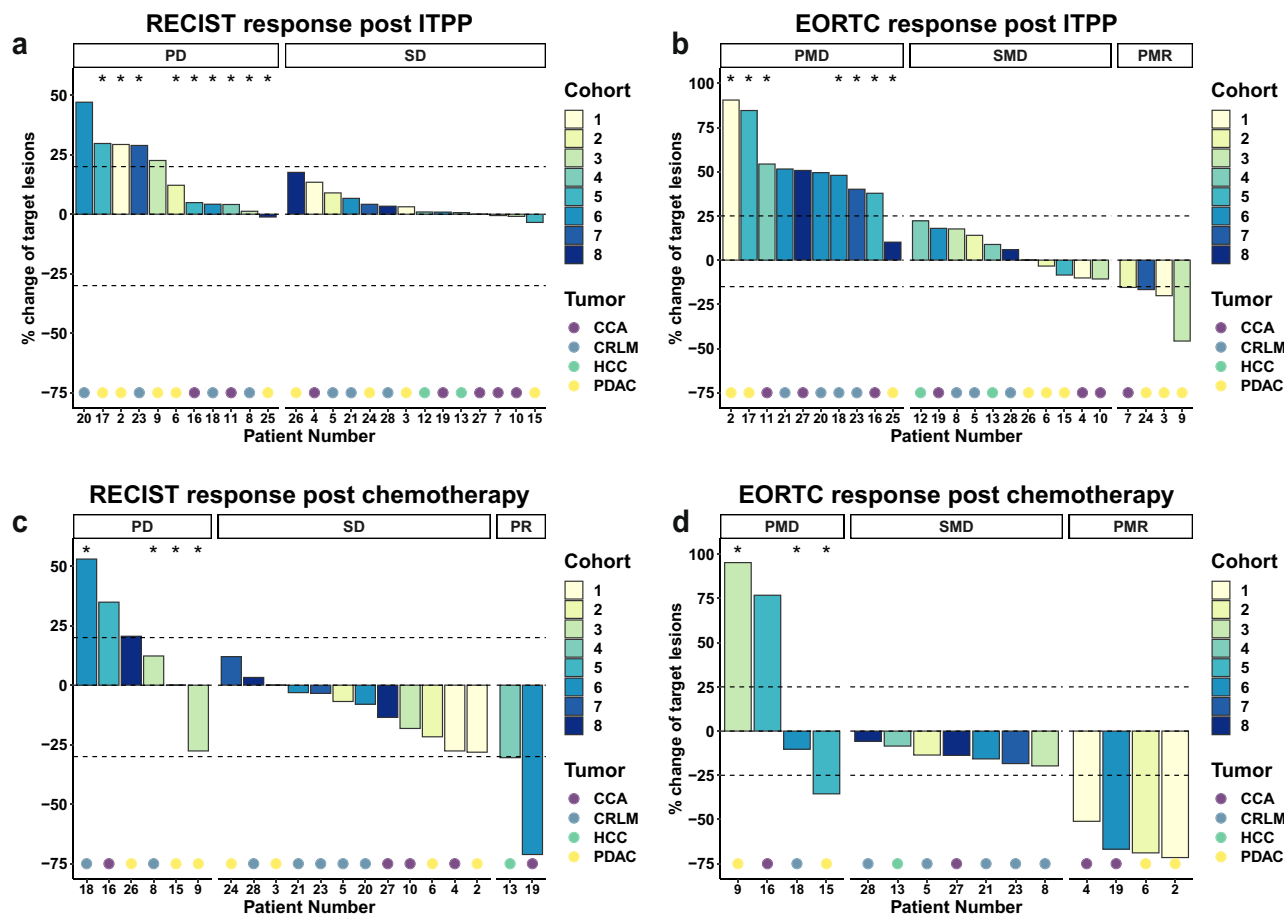 RECIST response post ITPP
a
PD
SD
* * * * * * * * *
% change of target lesions
50
25
0
−25
−50
−75
20 17 2 23 9 6 16 18 11 8 25 26 4 5 21 24 28 3 12 19 13 27 7 10 15
Patient Number
Cohort
1
2
3
4
5
6
7
8
Tumor
CCA
CRLM
HCC
PDAC
EORTC response post ITPP
b
PMD
SMD
PMR
* * * * * * *
% change of target lesions
100
75
50
25
0
−25
−50
−75
2 17 11 21 27 20 18 23 16 25 12 19 8 5 13 28 26 6 15 4 10 7 24 3 9
Patient Number
Cohort
1
2
3
4
5
6
7
8
Tumor
CCA
CRLM
HCC
PDAC
RECIST response post chemotherapy
c
PD
SD
PR
* * * *
% change of target lesions
50
25
0
−25
−50
−75
18 16 26 8 15 9 24 28 3 21 23 5 20 27 10 6 4 2 13 19
Patient Number
Cohort
1
2
3
4
5
6
7
8
Tumor
CCA
CRLM
HCC
PDAC
EORTC response post chemotherapy
d
PMD
SMD
PMR
* * *
% change of target lesions
100
75
50
25
0
−25
−50
−75
9 16 18 15 28 13 5 27 21 23 8 4 19 6 2
Patient Number
Cohort
1
2
3
4
5
6
7
8
Tumor
CCA
CRLM
HCC
PDAC